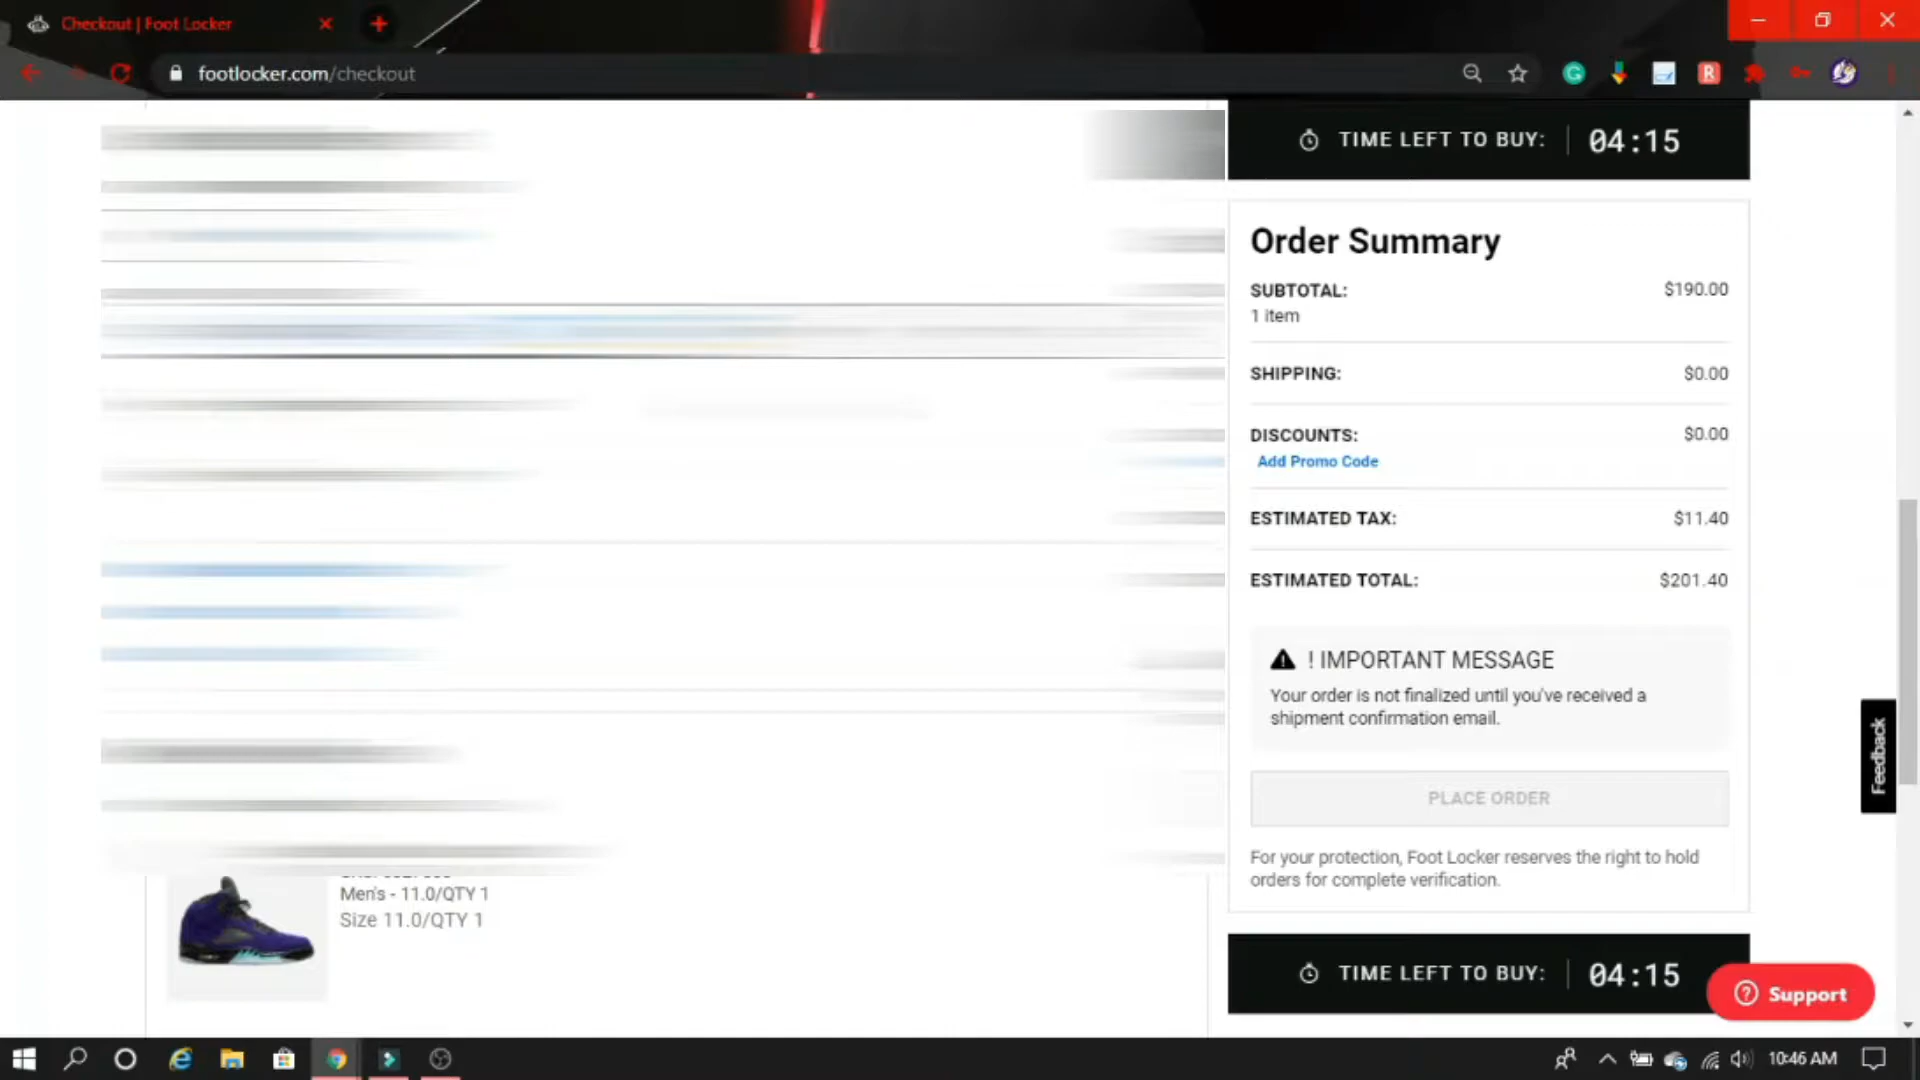 Checkout | Foot Locker
footlocker.com/checkout
TIME LEFT TO BUY: 04:15
Order Summary
SUBTOTAL: $190.00
1 item
SHIPPING: $0.00
DISCOUNTS: $0.00
Add Promo Code
ESTIMATED TAX: $11.40
ESTIMATED TOTAL: $201.40
! IMPORTANT MESSAGE
Your order is not finalized until you've received a
shipment confirmation email.
PLACE ORDER
For your protection, Foot Locker reserves the right to hold
orders for complete verification.
Feedback
Men's - 11.0/QTY 1
Size 11.0/QTY 1
TIME LEFT TO BUY: 04:15
Support
10:46 AM